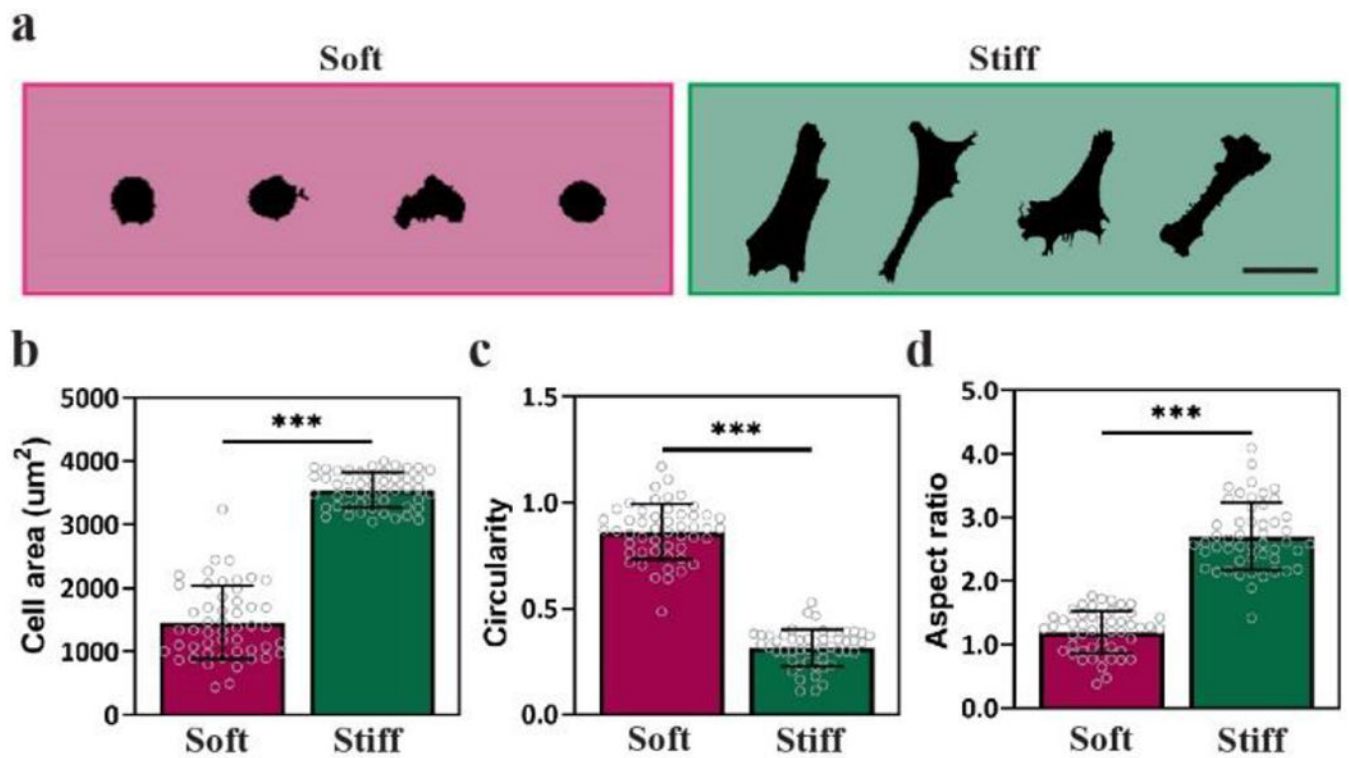 a
Soft
Stiff
b
c
d
Cell area (um²)
5000
4000
3000
2000
1000
0
***
Soft
Stiff
Circularity
1.5
1.0
0.5
0.0
***
Soft
Stiff
Aspect ratio
5.0
4.0
3.0
2.0
1.0
0.0
***
Soft
Stiff